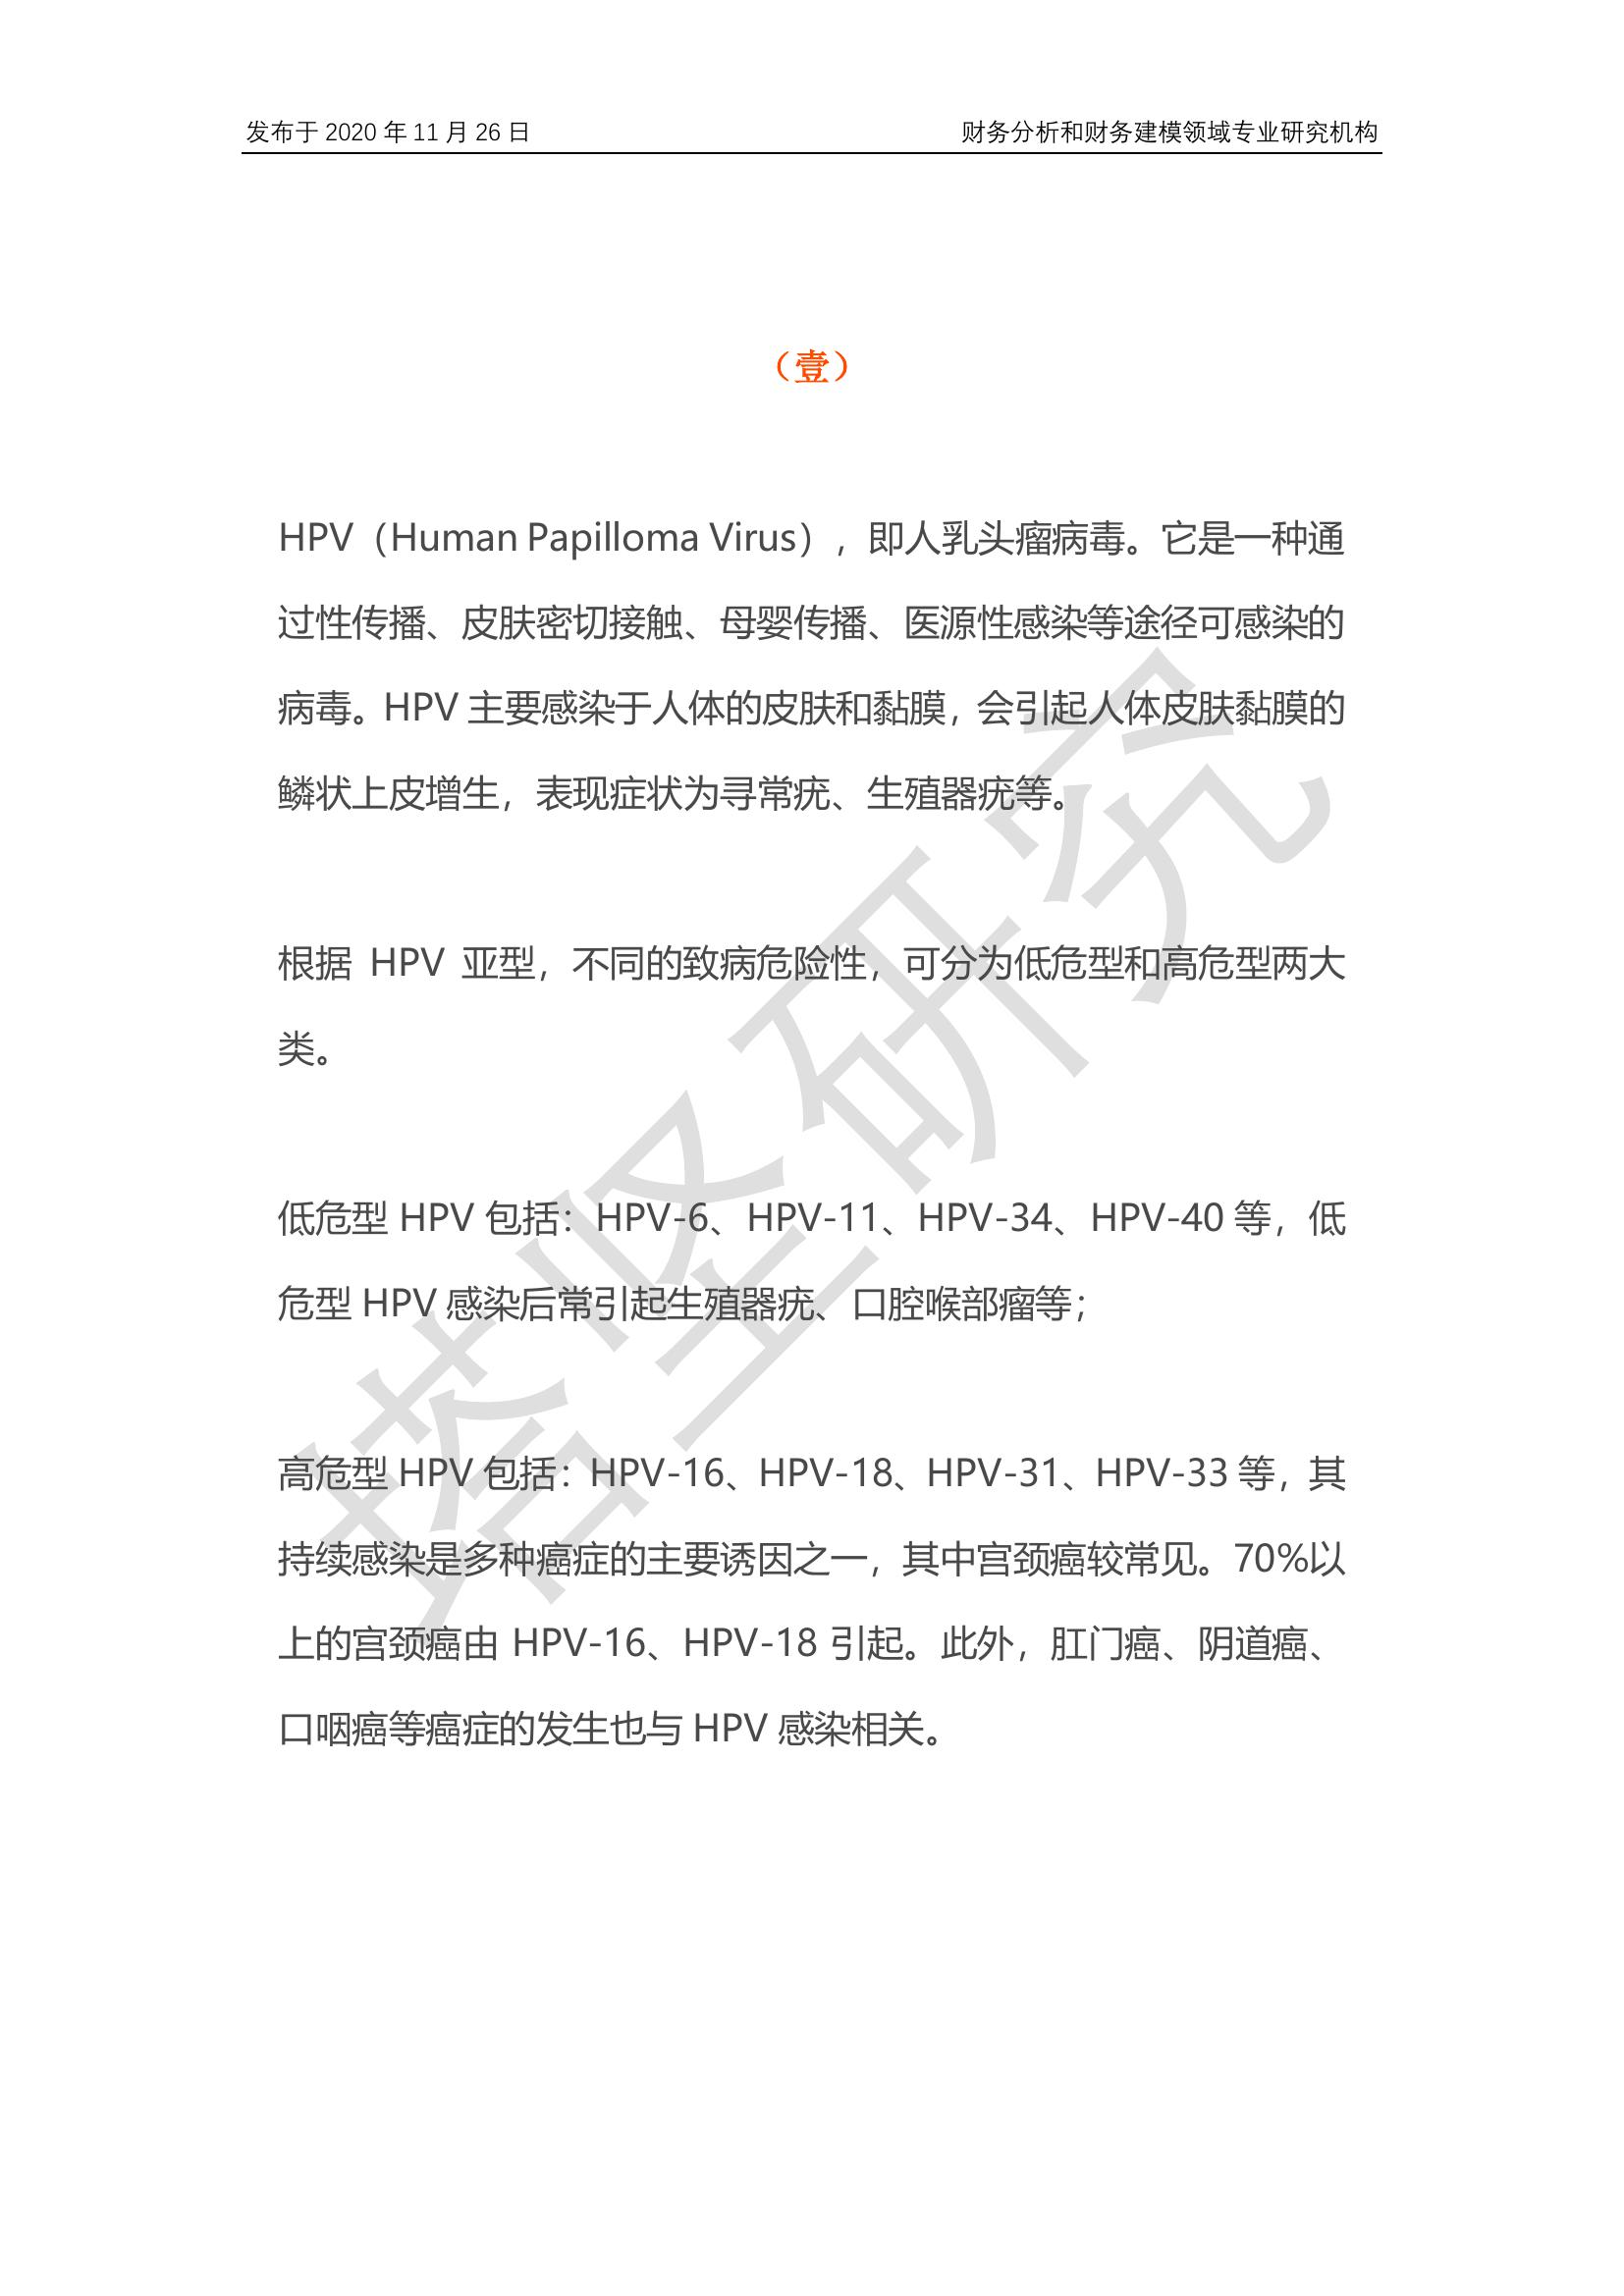 发布于 2020 年 11 月 26 日 财务分析和财务建模领域专业研究机构
（壹）
HPV（Human Papilloma Virus），即人乳头瘤病毒。它是一种通
过性传播、皮肤密切接触、母婴传播、医源性感染等途径可感染的
病毒。HPV 主要感染于人体的皮肤和黏膜，会引起人体皮肤黏膜的
鳞状上皮增生，表现症状为寻常疣、生殖器疣等。
根据 HPV 亚型，不同的致病危险性，可分为低危型和高危型两大
类。
低危型 HPV 包括：HPV-6、HPV-11、HPV-34、HPV-40 等，低
危型 HPV 感染后常引起生殖器疣、口腔喉部瘤等；
高危型 HPV 包括：HPV-16、HPV-18、HPV-31、HPV-33 等，其
持续感染是多种癌症的主要诱因之一，其中宫颈癌较常见。70%以
上的宫颈癌由 HPV-16、HPV-18 引起。此外，肛门癌、阴道癌、
口咽癌等癌症的发生也与 HPV 感染相关。
塔坚研究